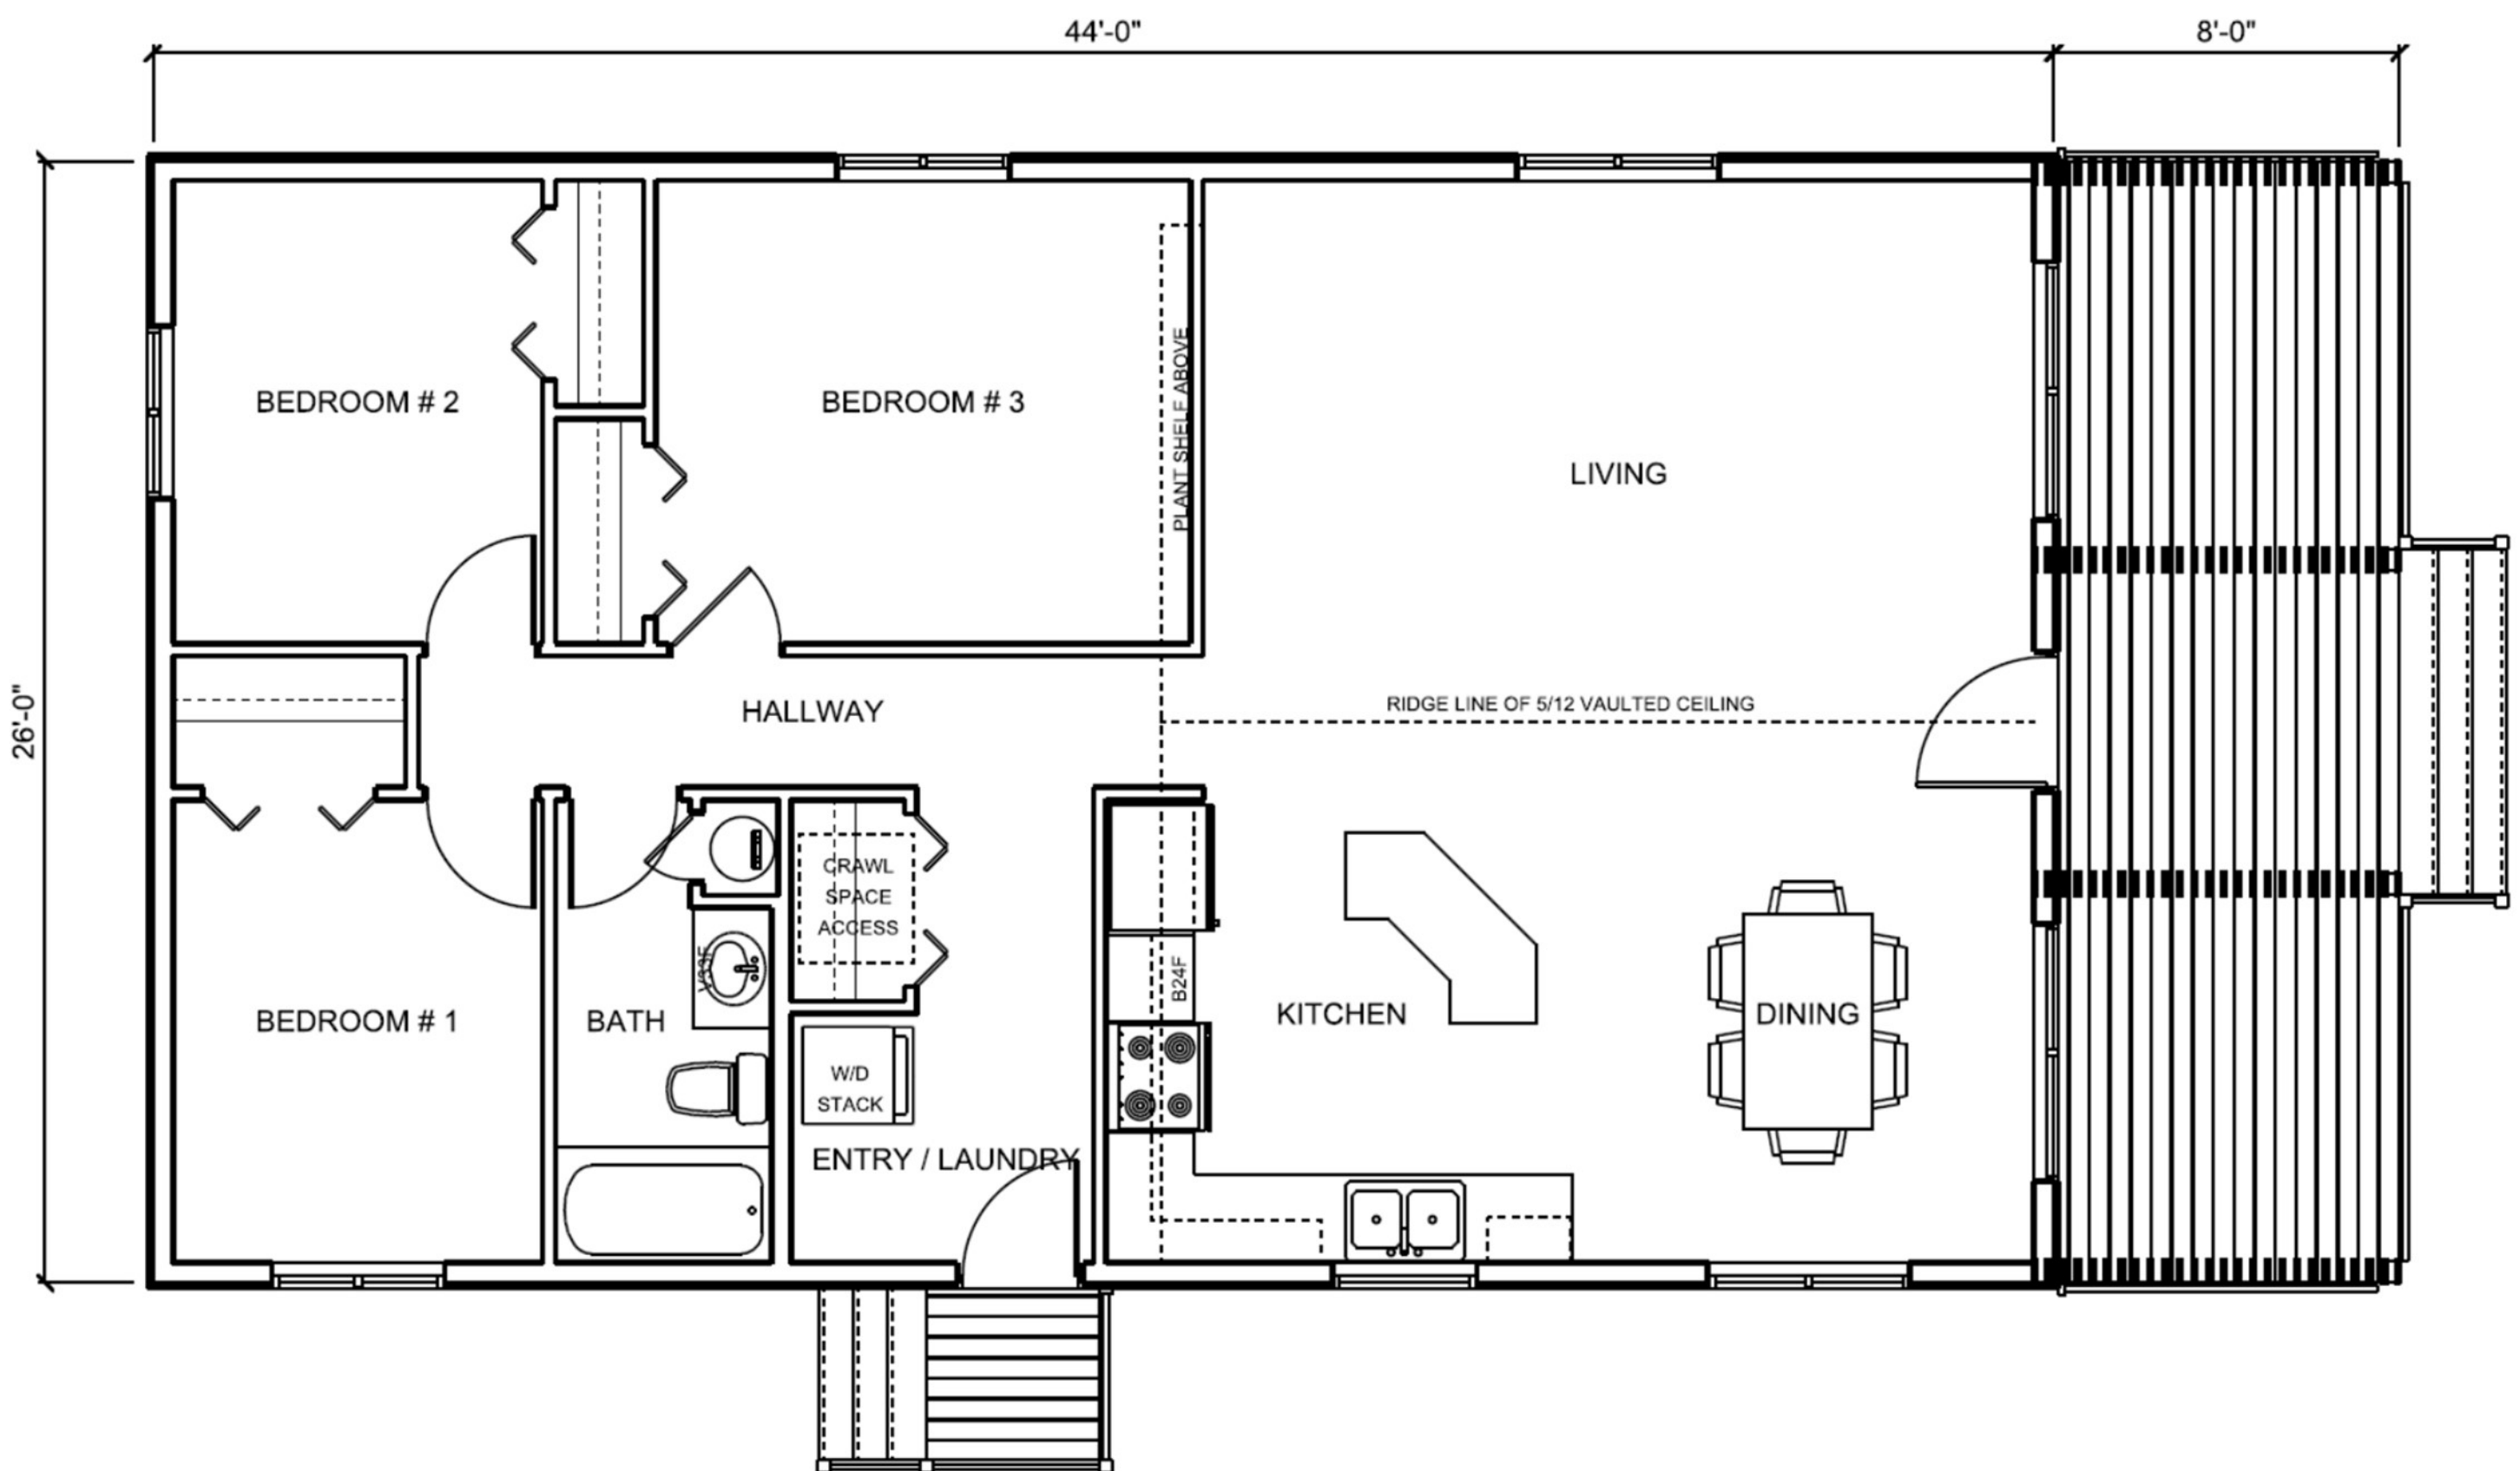 44'-0"
8'-0"
26'-0"
BEDROOM # 2
BEDROOM # 3
PLANT SHELF ABOVE
LIVING
HALLWAY
RIDGE LINE OF 5/12 VAULTED CEILING
CRAWL
SPACE
ACCESS
V33F
B24F
BEDROOM # 1
BATH
KITCHEN
DINING
W/D
STACK
ENTRY / LAUNDRY